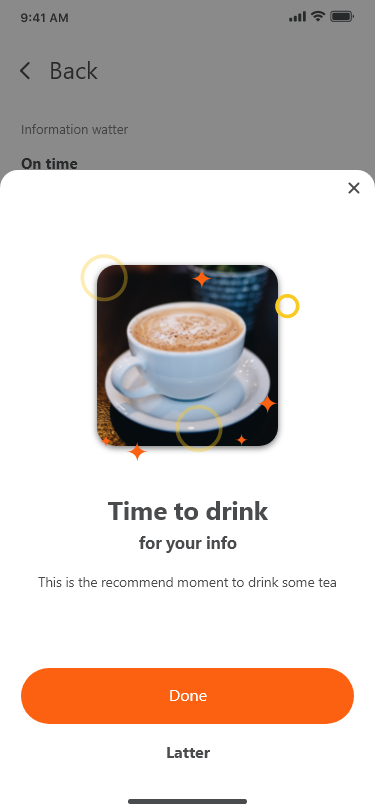 9:41 AM
Back
Information watter
On time
Time to drink
for your info
This is the recommend moment to drink some tea
Done
Latter